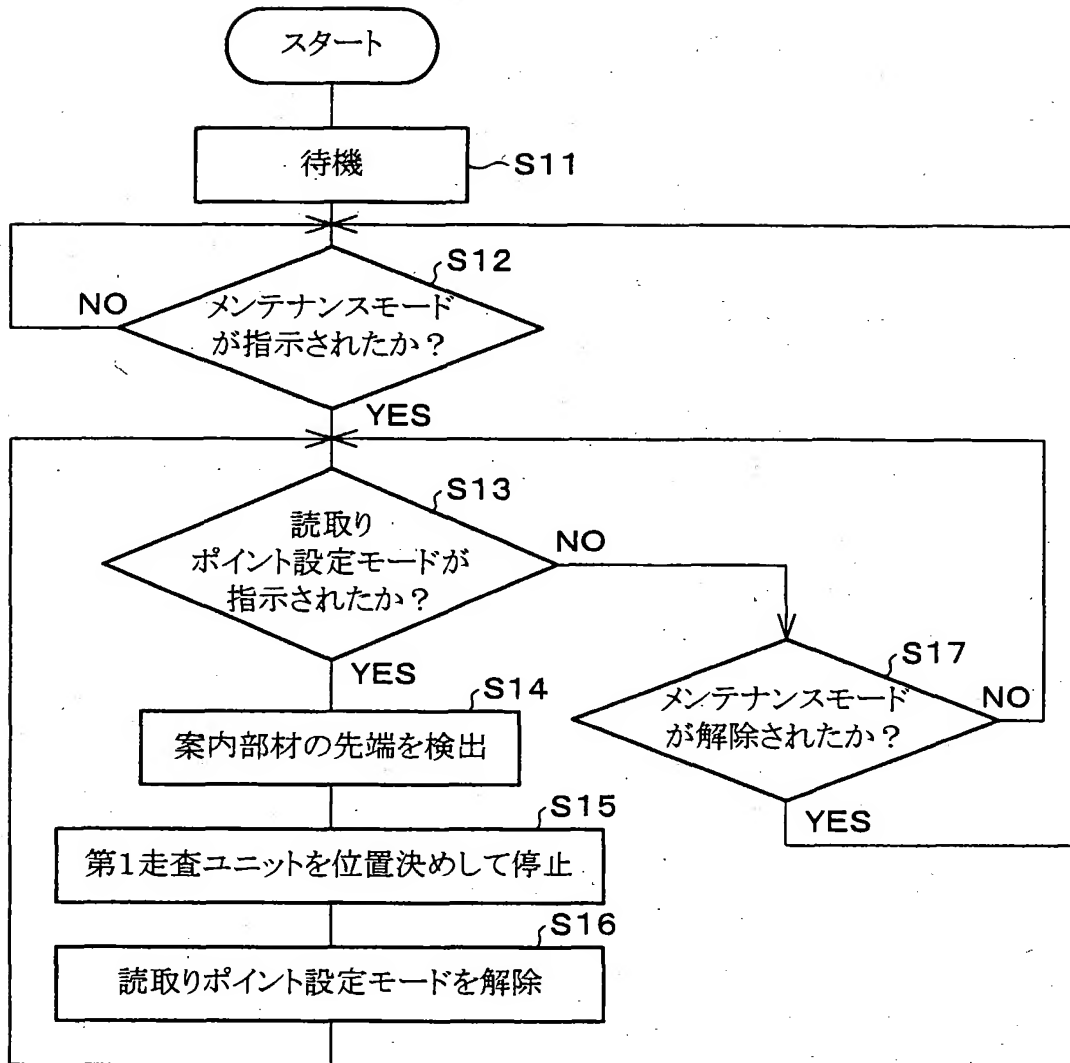 スタート
待機
S11
S12
メンテナンスモード
が指示されたか？
NO
YES
S13
読取り
ポイント設定モードが
指示されたか？
NO
YES
S14
案内部材の先端を検出
S17
メンテナンスモード
が解除されたか？
NO
YES
S15
第1走査ユニットを位置決めして停止
S16
読取りポイント設定モードを解除